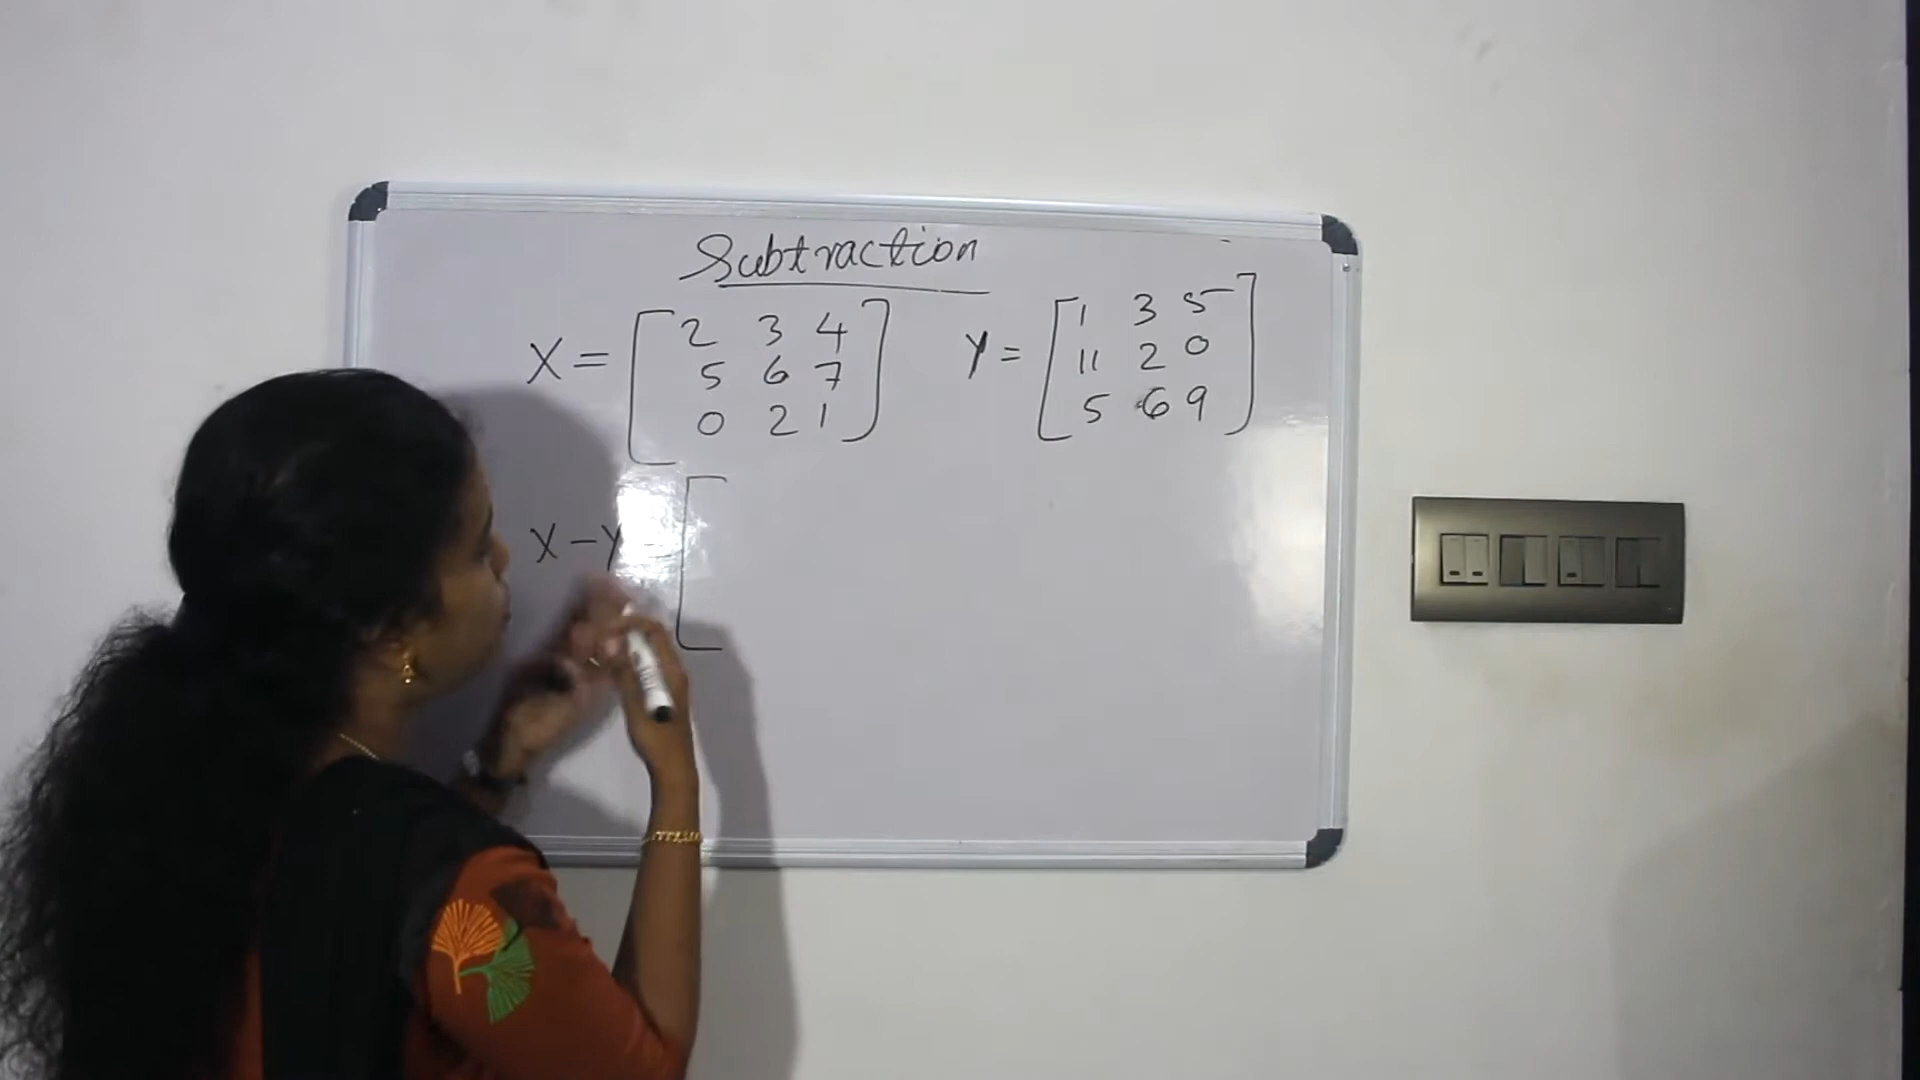 Subtraction
X = [ 2 3 4 Y = [ 1 3 5
5 6 7 11 2 0
0 2 1 ] 5 6 9 ]
X - Y = [